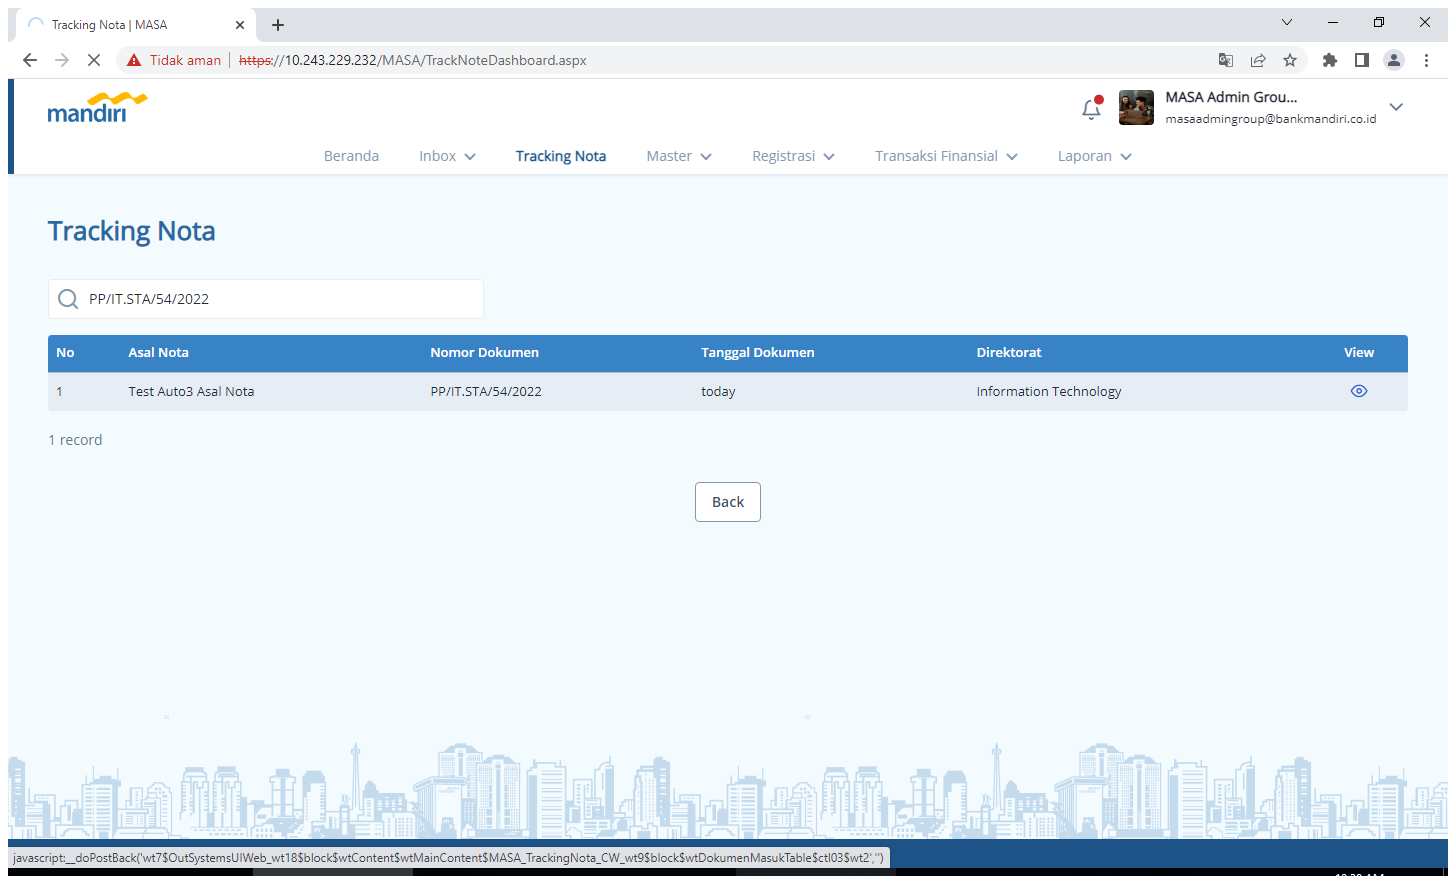 Tracking Nota | MASA
Tidak aman | https://10.243.229.232/MASA/TrackNoteDashboard.aspx
mandiri
MASA Admin Grou...
masaadmingroup@bankmandiri.co.id
Beranda Inbox Tracking Nota Master Registrasi Transaksi Finansial Laporan
Tracking Nota
PP/IT.STA/54/2022
No Asal Nota Nomor Dokumen Tanggal Dokumen Direktorat View
1 Test Auto3 Asal Nota PP/IT.STA/54/2022 today Information Technology
1 record
Back
javascript:__doPostBack('wt7$OutSystemsUIWeb_wt18$block$wtContent$wtMainContent$MASA_TrackingNota_CW_wt9$block$wtDokumenMasukTable$ctl03$wt2','')